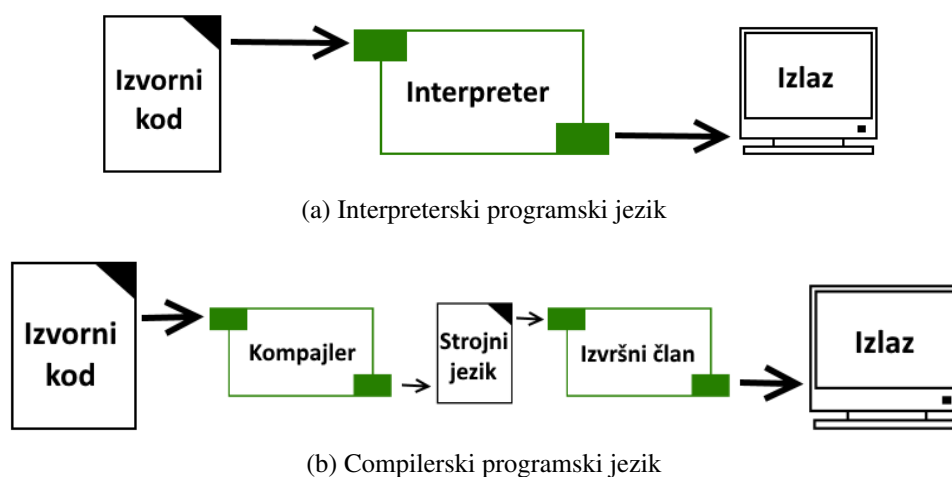 Izvorni
kod
Interpreter
Izlaz
(a) Interpreterski programski jezik
Izvorni
kod
Kompajler
Strojni
jezik
Izvršni član
Izlaz
(b) Compilerski programski jezik